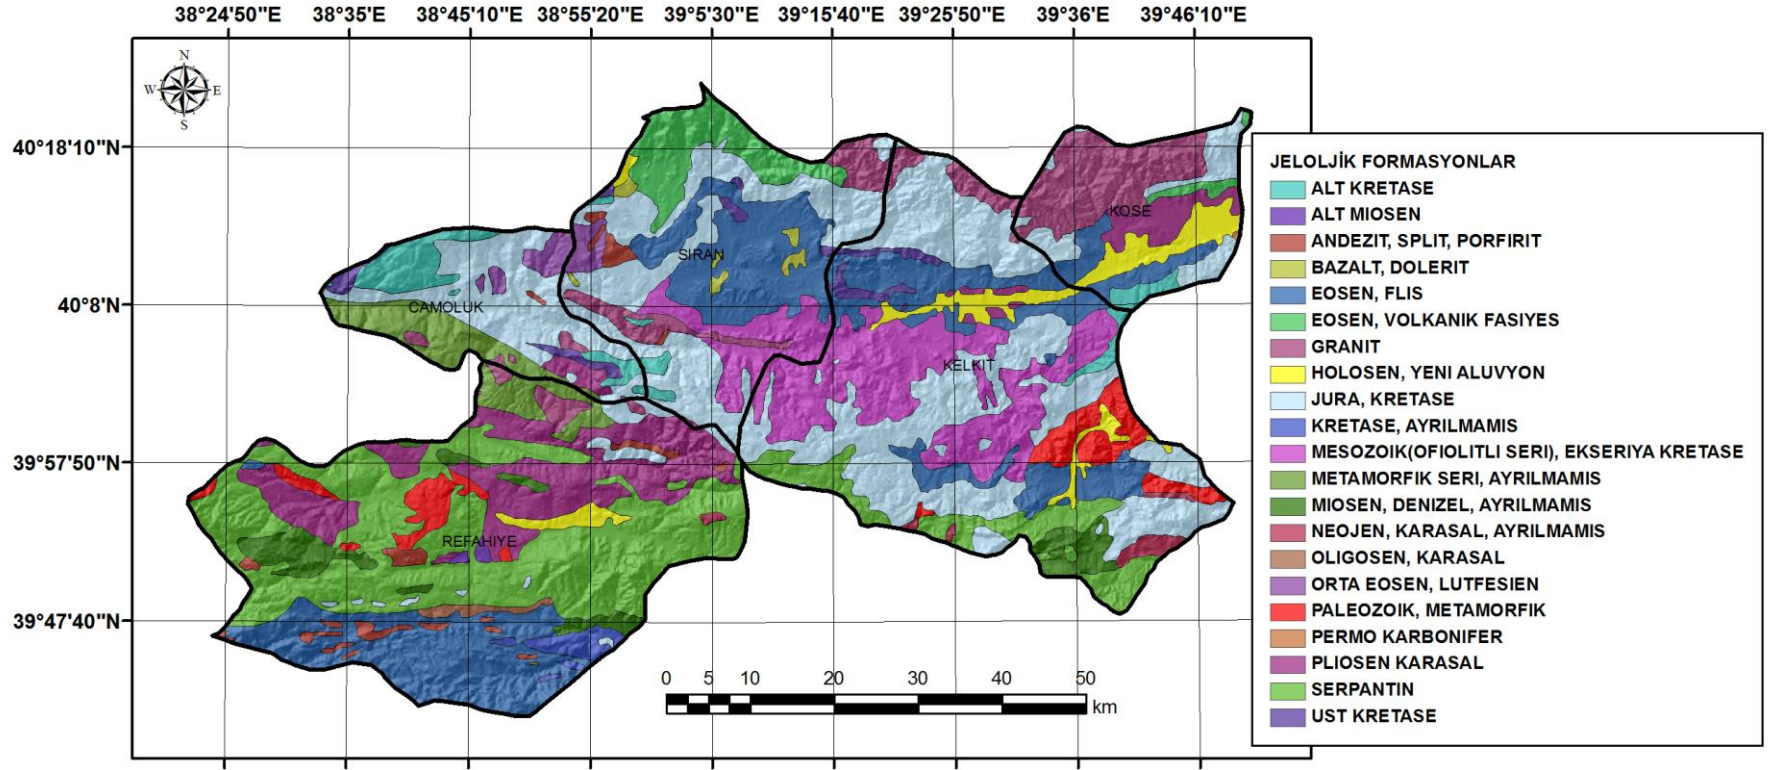 38°24'50"E 38°35'E 38°45'10"E 38°55'20"E 39°5'30"E 39°15'40"E 39°25'50"E 39°36'E 39°46'10"E
N
W E
S
40°18'10"N
40°8'N
39°57'50"N
39°47'40"N
KOSE
SIRAN
CAMOLUK
KELKIT
REFAHIYE
0 5 10 20 30 40 50
km
JELOLJİK FORMASYONLAR
ALT KRETASE
ALT MIOSEN
ANDEZIT, SPLIT, PORFIRIT
BAZALT, DOLERIT
EOSEN, FLIS
EOSEN, VOLKANIK FASIYES
GRANIT
HOLOSEN, YENI ALUVYON
JURA, KRETASE
KRETASE, AYRILMAMIS
MESOZOIK(OFIOLITLI SERI), EKSERIYA KRETASE
METAMORFIK SERI, AYRILMAMIS
MIOSEN, DENIZEL, AYRILMAMIS
NEOJEN, KARASAL, AYRILMAMIS
OLIGOSEN, KARASAL
ORTA EOSEN, LUTFESIEN
PALEOZOIK, METAMORFIK
PERMO KARBONIFER
PLIOSEN KARASAL
SERPANTIN
UST KRETASE